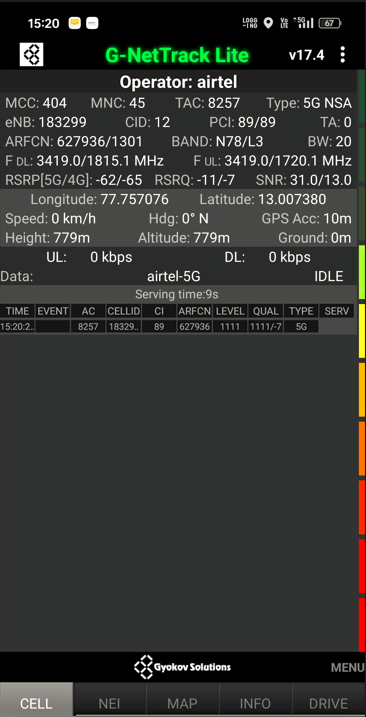 15:20 LOGG ING Vo LTE 5G 67
G-NetTrack Lite v17.4
Operator: airtel
MCC: 404 MNC: 45 TAC: 8257 Type: 5G NSA
eNB: 183299 CID: 12 PCI: 89/89 TA: 0
ARFCN: 627936/1301 BAND: N78/L3 BW: 20
F DL: 3419.0/1815.1 MHz F UL: 3419.0/1720.1 MHz
RSRP[5G/4G]: -62/-65 RSRQ: -11/-7 SNR: 31.0/13.0
Longitude: 77.757076 Latitude: 13.007380
Speed: 0 km/h Hdg: 0° N GPS Acc: 10m
Height: 779m Altitude: 779m Ground: 0m
UL: 0 kbps DL: 0 kbps
Data: airtel-5G IDLE
Serving time:9s
TIME EVENT AC CELLID CI ARFCN LEVEL QUAL TYPE SERV
15:20:2.. 8257 18329.. 89 627936 1111 1111/-7 5G
Gyokov Solutions MENU
CELL NEI MAP INFO DRIVE